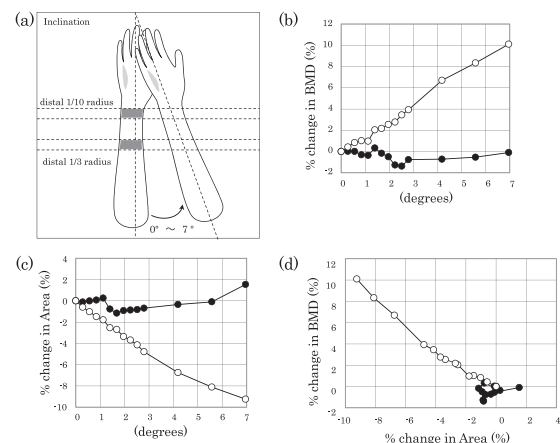 (a)
Inclination
distal 1/10 radius
distal 1/3 radius
0° ～ 7°
(b)
% change in BMD (%)
12
10
8
6
4
2
0
-2
0 1 2 3 4 5 6 7
(degrees)
(c)
% change in Area (%)
4
2
0
-2
-4
-6
-8
-10
0 1 2 3 4 5 6 7
(degrees)
(d)
% change in BMD (%)
12
10
8
6
4
2
0
-2
-10 -8 -6 -4 -2 0 2 4
% change in Area (%)